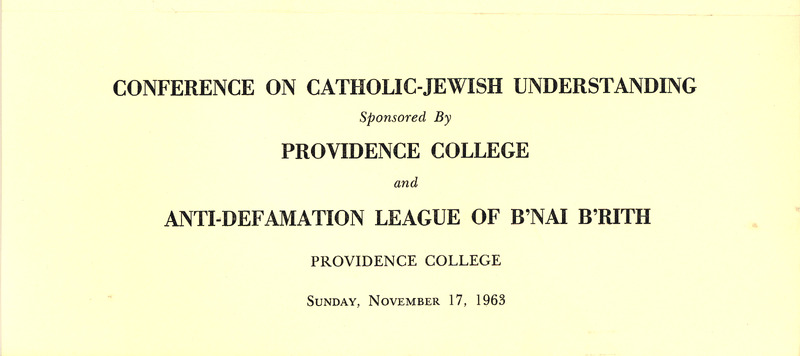 CONFERENCE ON CATHOLIC-JEWISH UNDERSTANDING
Sponsored By
PROVIDENCE COLLEGE
and
ANTI-DEFAMATION LEAGUE OF B'NAI B'RITH
PROVIDENCE COLLEGE
SUNDAY, NOVEMBER 17, 1963